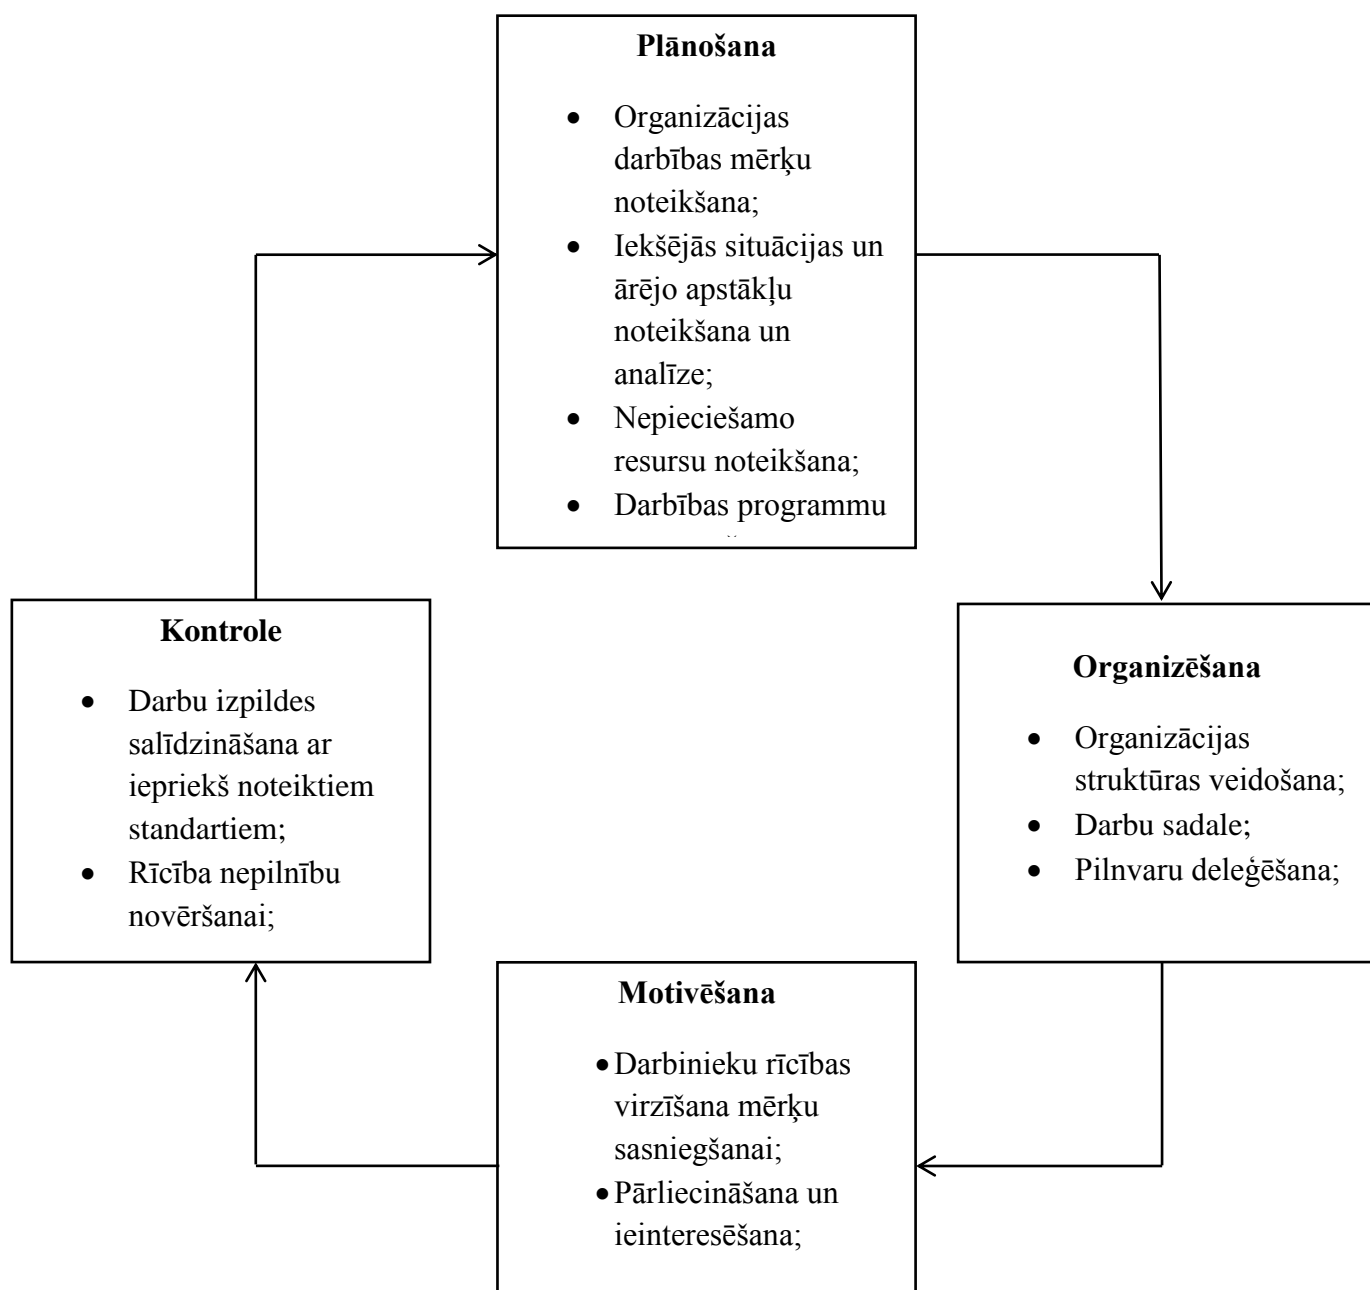 Plānošana
• Organizācijas
darbības mērķu
noteikšana;
• Iekšējās situācijas un
ārējo apstākļu
noteikšana un
analīze;
• Nepieciešamo
resursu noteikšana;
• Darbības programmu
Kontrole
• Darbu izpildes
salīdzināšana ar
iepriekš noteiktiem
standartiem;
• Rīcība nepilnību
novēršanai;
Organizēšana
• Organizācijas
struktūras veidošana;
• Darbu sadale;
• Pilnvaru deleģēšana;
Motivēšana
• Darbinieku rīcības
virzīšana mērķu
sasniegšanai;
• Pārliecināšana un
ieinteresēšana;